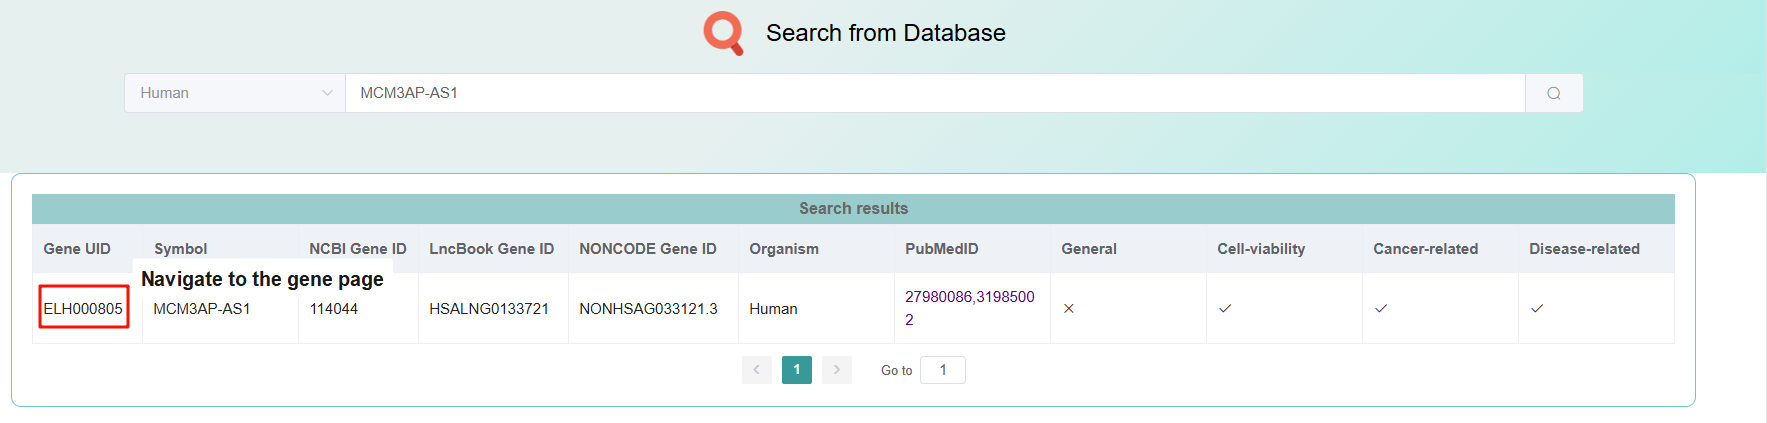 Search from Database
Human
MCM3AP-AS1
Search results
Gene UID Symbol NCBI Gene ID LncBook Gene ID NONCODE Gene ID Organism PubMedID General Cell-viability Cancer-related Disease-related
Navigate to the gene page
ELH000805 MCM3AP-AS1 114044 HSALNG0133721 NONHSAG033121.3 Human 27980086,3198500
2
1 Go to 1